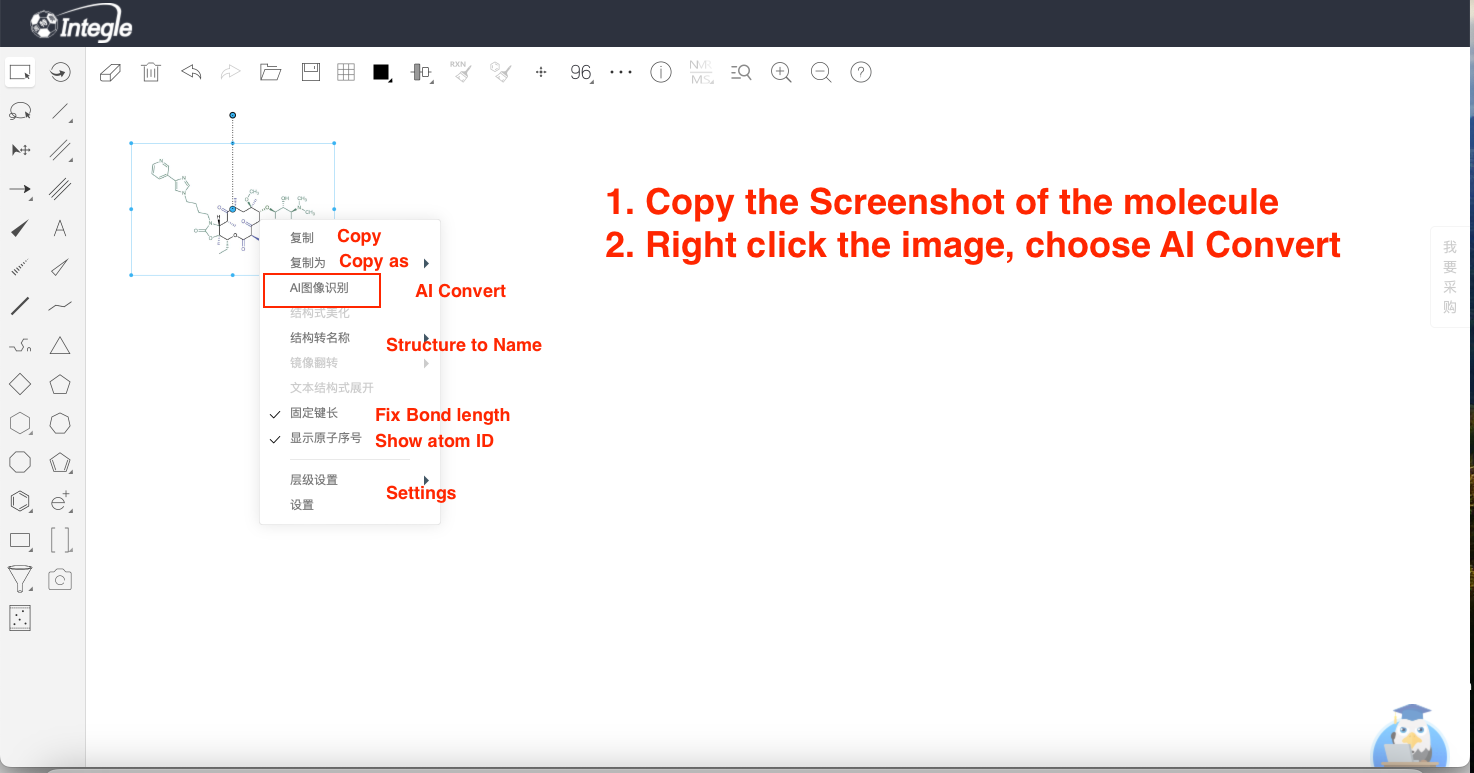 Integle
RXN
96
NMR
MS
A
e+
1. Copy the Screenshot of the molecule
2. Right click the image, choose AI Convert
复制 Copy
复制为 Copy as
AI图像识别 AI Convert
结构式美化
结构转名称 Structure to Name
镜像翻转
文本结构式展开
固定键长 Fix Bond length
显示原子序号 Show atom ID
层级设置
Settings
设置
我要采购